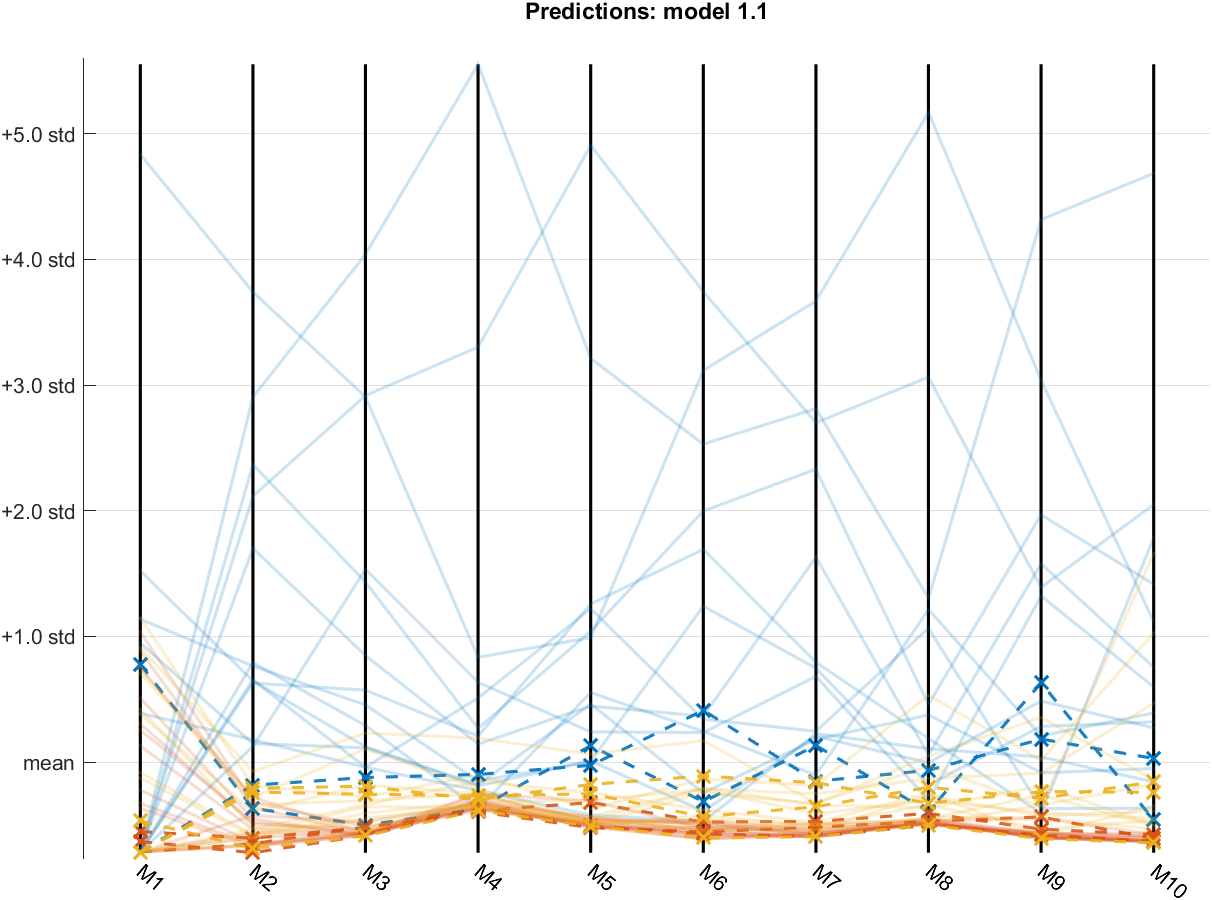 Predictions: model 1.1
+5.0 std
+4.0 std
+3.0 std
+2.0 std
+1.0 std
mean
M1 M2 M3 M4 M5 M6 M7 M8 M9 M10